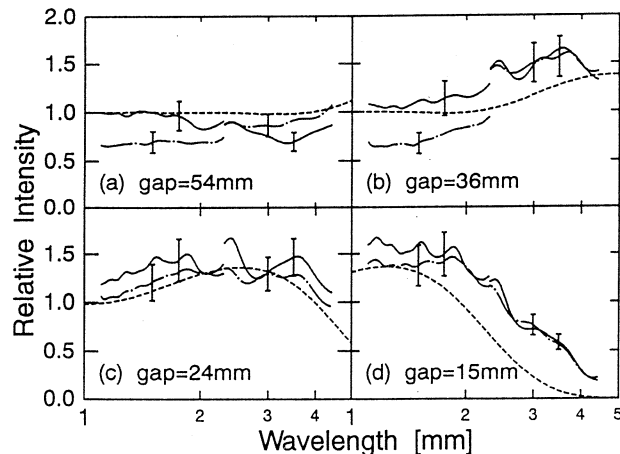 2.0
1.5
1.0
0.5
0.0
(a) gap=54mm
(b) gap=36mm
1.5
1.0
0.5
0.0
(c) gap=24mm
(d) gap=15mm
1 2 3 4 1 2 3 4 5
Relative Intensity
Wavelength [mm]